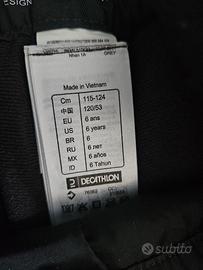 ESIGN
GREY
Made in Vietnam
Cm 115-124
中国 120/53
EU 6 ans
US 6 years
BR 6
RU 6 лет
MX 6 años
ID 6 Tahun
DECATHLON
subito